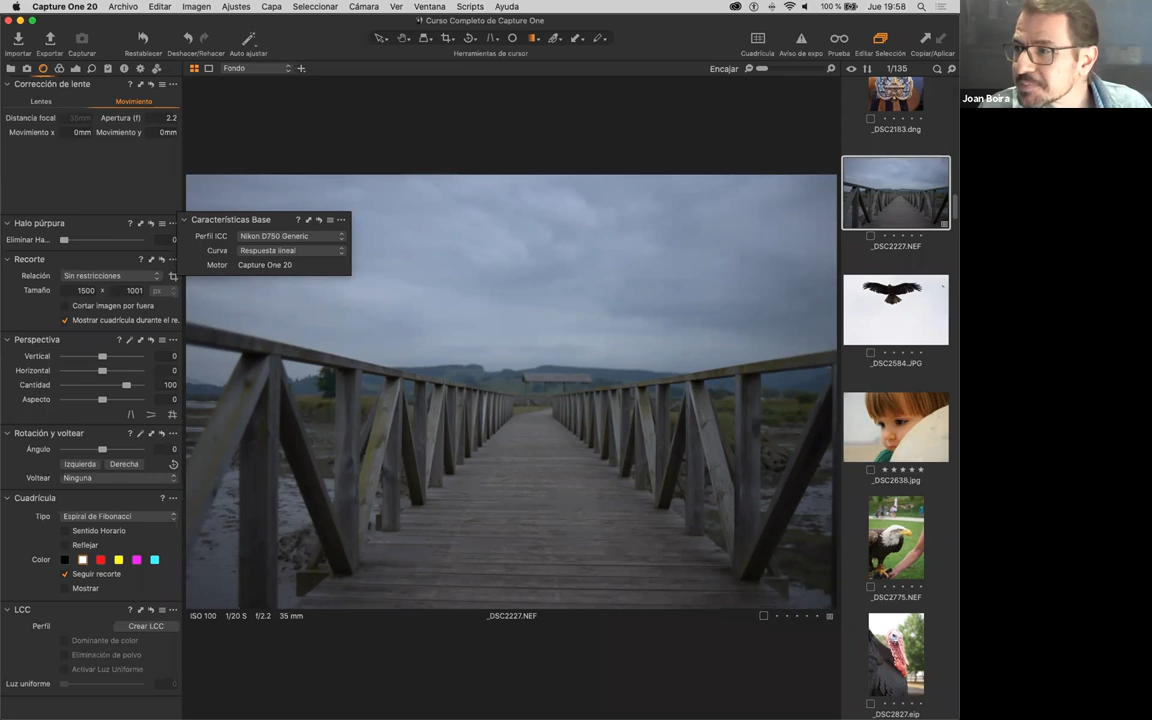 Capture One 20 Archivo Editar Imagen Ajustes Capa Seleccionar Cámara Ver Ventana Scripts Ayuda 100 % Jue 19:58
Curso Completo de Capture One
Importar Exportar Capturar Restablecer Deshacer/Rehacer Auto ajustar Herramientas de cursor Cuadrícula Aviso de expo Prueba Editar Selección Copiar/Aplicar
Fondo Encajar 1/135
Corrección de lente
Lentes Movimiento
Distancia focal 35mm Apertura (f) 2.2
Movimiento x 0mm Movimiento y 0mm
Halo púrpura
Eliminar Ha... 0
Recorte
Relación Sin restricciones
Tamaño 1500 x 1001 px
Cortar imagen por fuera
Mostrar cuadrícula durante el re.
Perspectiva
Vertical 0
Horizontal 0
Cantidad 100
Aspecto 0
Rotación y voltear
Ángulo 0
Izquierda Derecha
Voltear Ninguna
Cuadrícula
Tipo Espiral de Fibonacci
Sentido Horario
Reflejar
Color
Seguir recorte
Mostrar
LCC
Perfil Crear LCC
Dominante de color
Eliminación de polvo
Activar Luz Uniforme
Luz uniforme 0
Características Base
Perfil ICC Nikon D750 Generic
Curva Respuesta lineal
Motor Capture One 20
ISO 100 1/20 S f/2.2 35 mm _DSC2227.NEF
_DSC2183.dng
_DSC2227.NEF
_DSC2584.JPG
_DSC2638.jpg
_DSC2775.NEF
_DSC2827.eip
Joan Boira